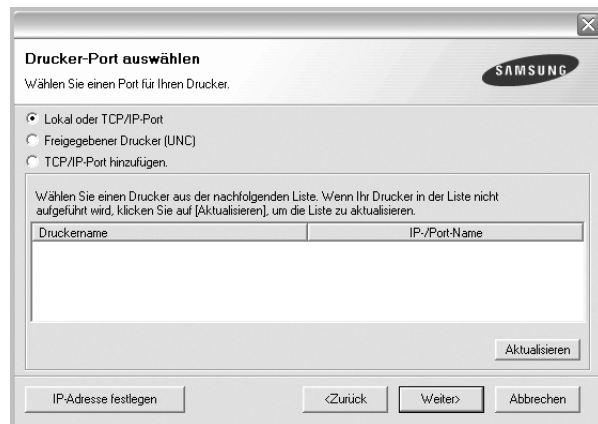 Drucker-Port auswählen
Wählen Sie einen Port für Ihren Drucker.
SAMSUNG
Lokal oder TCP/IP-Port
Freigegebener Drucker (UNC)
TCP/IP-Port hinzufügen.
Wählen Sie einen Drucker aus der nachfolgenden Liste. Wenn Ihr Drucker in der Liste nicht
aufgeführt wird, klicken Sie auf [Aktualisieren], um die Liste zu aktualisieren.
Druckername IP-/Port-Name
Aktualisieren
IP-Adresse festlegen <Zurück Weiter> Abbrechen